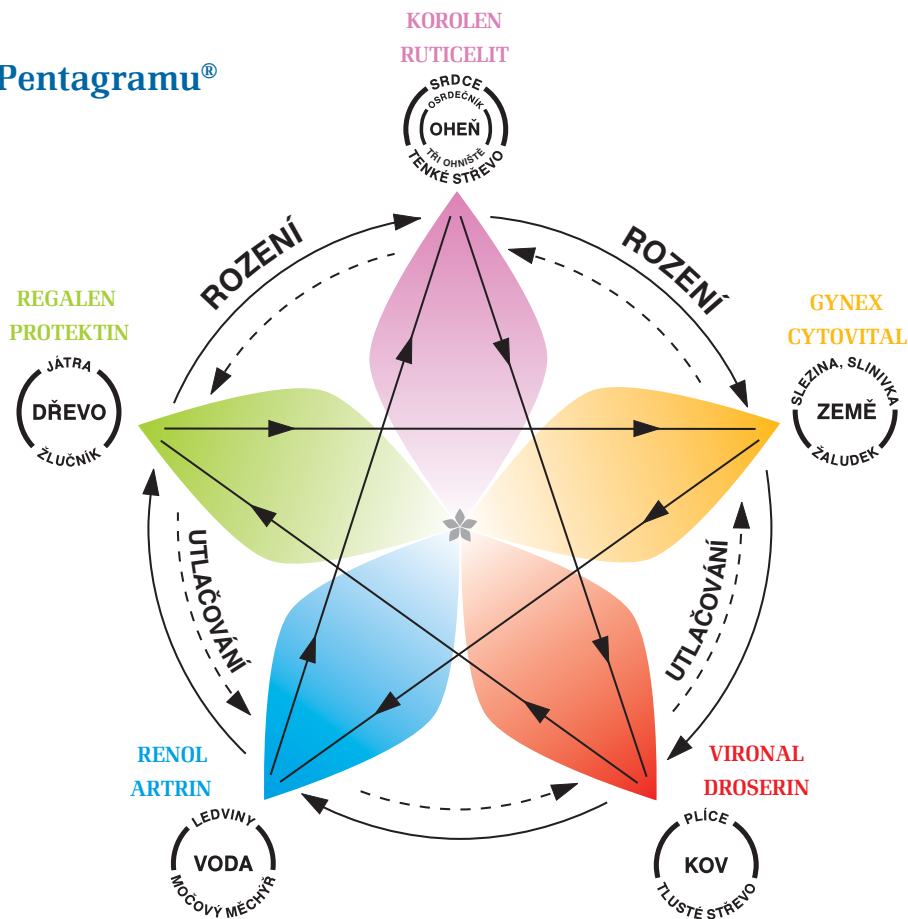 KOROLEN
RUTICELIT
Pentagramu®
SRDCE
OSRDEČNÍK
OHEŇ
TŘI OHNIŠTĚ
TENKÉ STŘEVO
ROZENÍ
ROZENÍ
REGALEN
PROTEKTIN
JÁTRA
DŘEVO
ŽLUČNÍK
GYNEX
CYTOVITAL
SLEZINA, SLINIVKA
ZEMĚ
ŽALUDEK
UTLAČOVÁNÍ
UTLAČOVÁNÍ
RENOL
ARTRIN
LEDVINY
VODA
MOČOVÝ MĚCHÝŘ
VIRONAL
DROSERIN
PLÍCE
KOV
TLUSTÉ STŘEVO